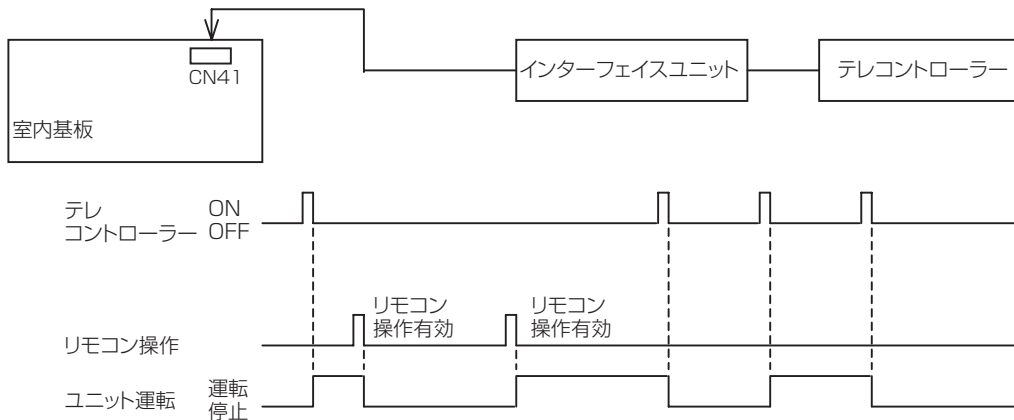 CN41
室内基板
インターフェイスユニット
テレコントローラー
テレ
コントローラー
ON
OFF
リモコン
操作有効
リモコン
操作有効
リモコン操作
ユニット運転
運転
停止